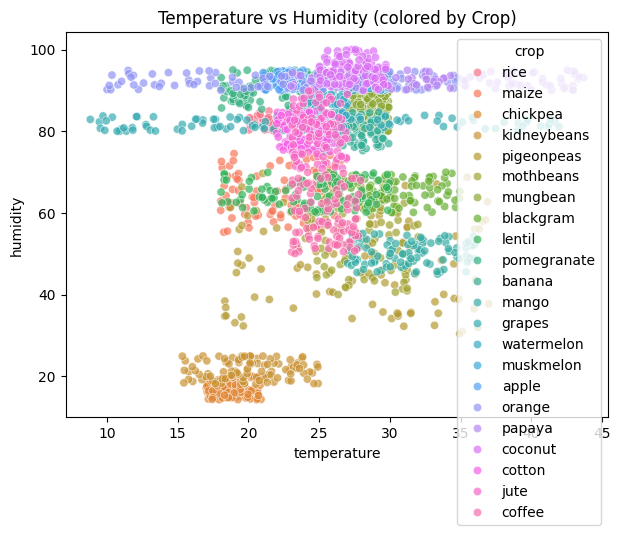 Temperature vs Humidity (colored by Crop)
100
80
60
40
20
humidity
10
15
20
25
30
35
40
45
temperature
crop
rice
maize
chickpea
kidneybeans
pigeonpeas
mothbeans
mungbean
blackgram
lentil
pomegranate
banana
mango
grapes
watermelon
muskmelon
apple
orange
papaya
coconut
cotton
jute
coffee